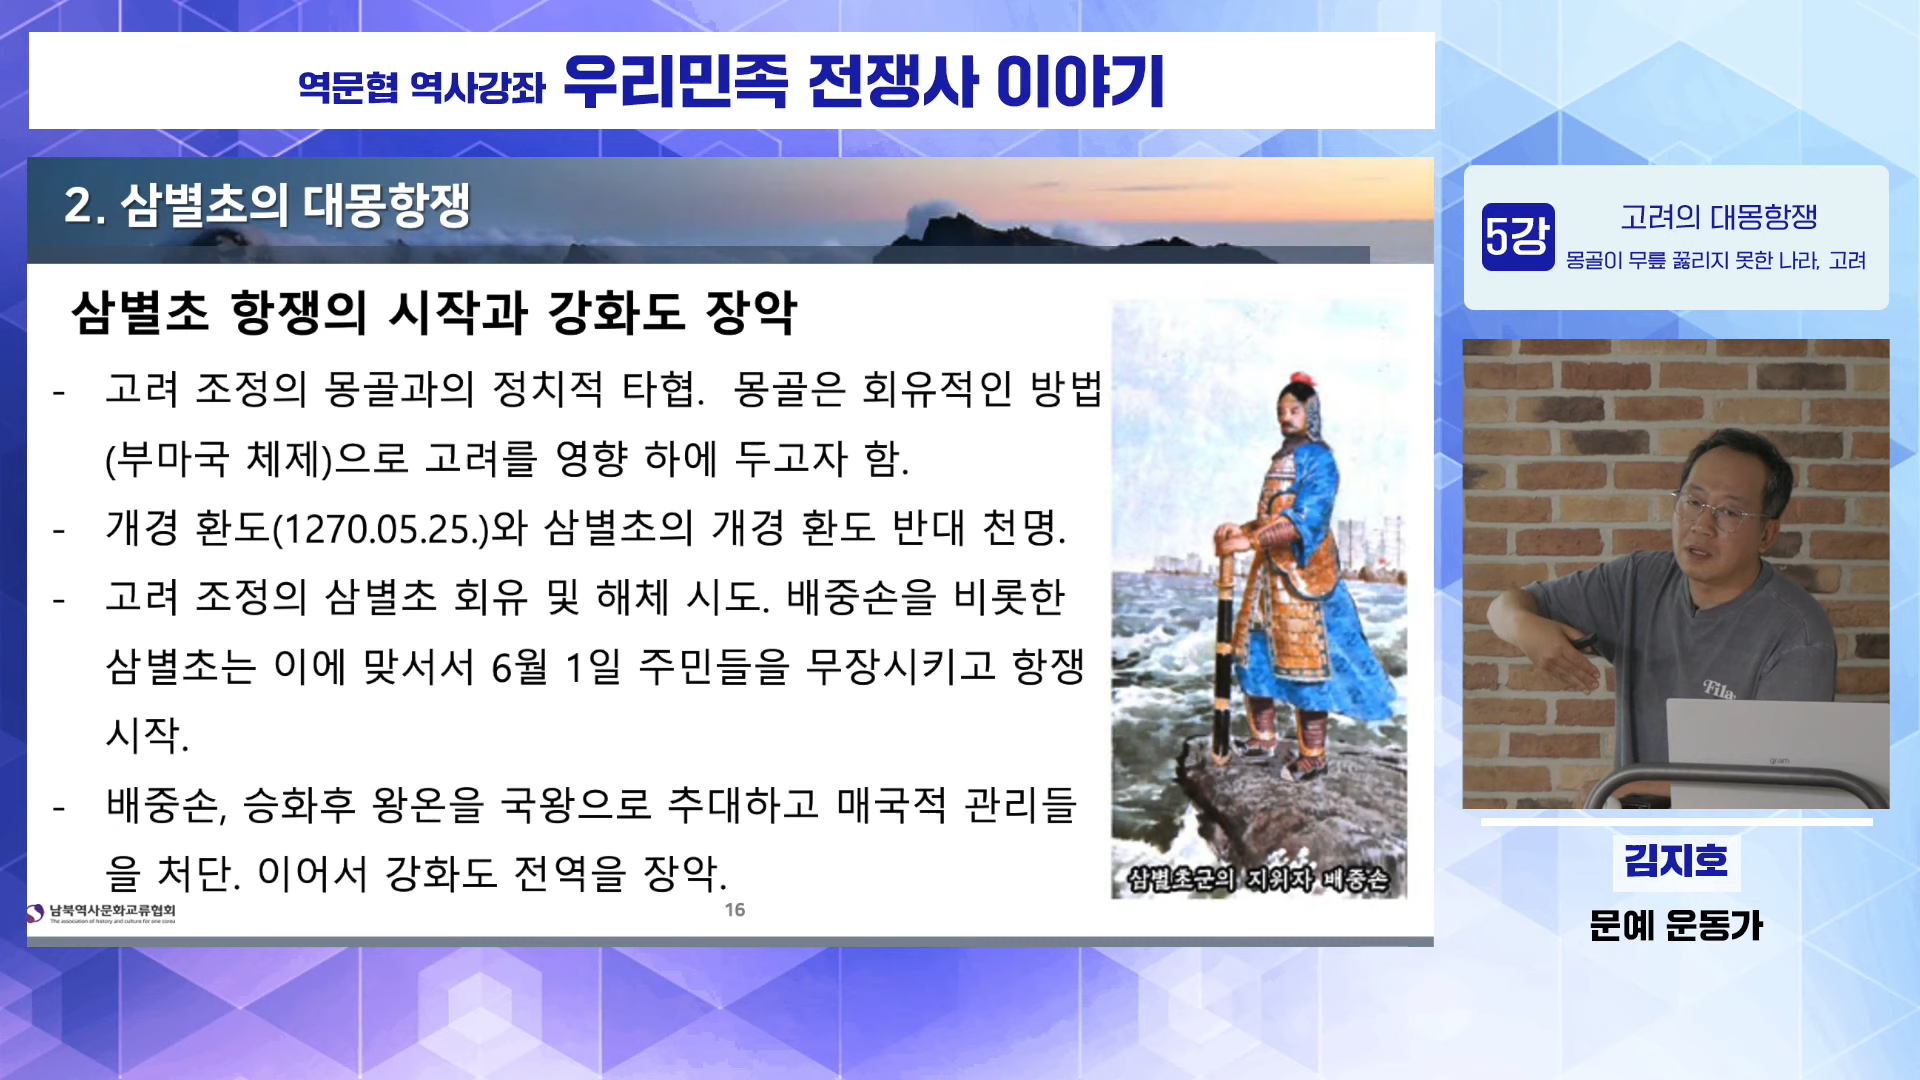 역문협 역사강좌 우리민족 전쟁사 이야기
2. 삼별초의 대몽항쟁
삼별초 항쟁의 시작과 강화도 장악
- 고려 조정의 몽골과의 정치적 타협. 몽골은 회유적인 방법
(부마국 체제)으로 고려를 영향 하에 두고자 함.
- 개경 환도(1270.05.25.)와 삼별초의 개경 환도 반대 천명.
- 고려 조정의 삼별초 회유 및 해체 시도. 배중손을 비롯한
삼별초는 이에 맞서서 6월 1일 주민들을 무장시키고 항쟁
시작.
- 배중손, 승화후 왕온을 국왕으로 추대하고 매국적 관리들
을 처단. 이어서 강화도 전역을 장악.
삼별초군의 지위자 배중손
남북역사문화교류협회
The association of history and culture for one corea
16
5강
고려의 대몽항쟁
몽골이 무릎 꿇리지 못한 나라, 고려
Fila
gram
김지호
문예 운동가